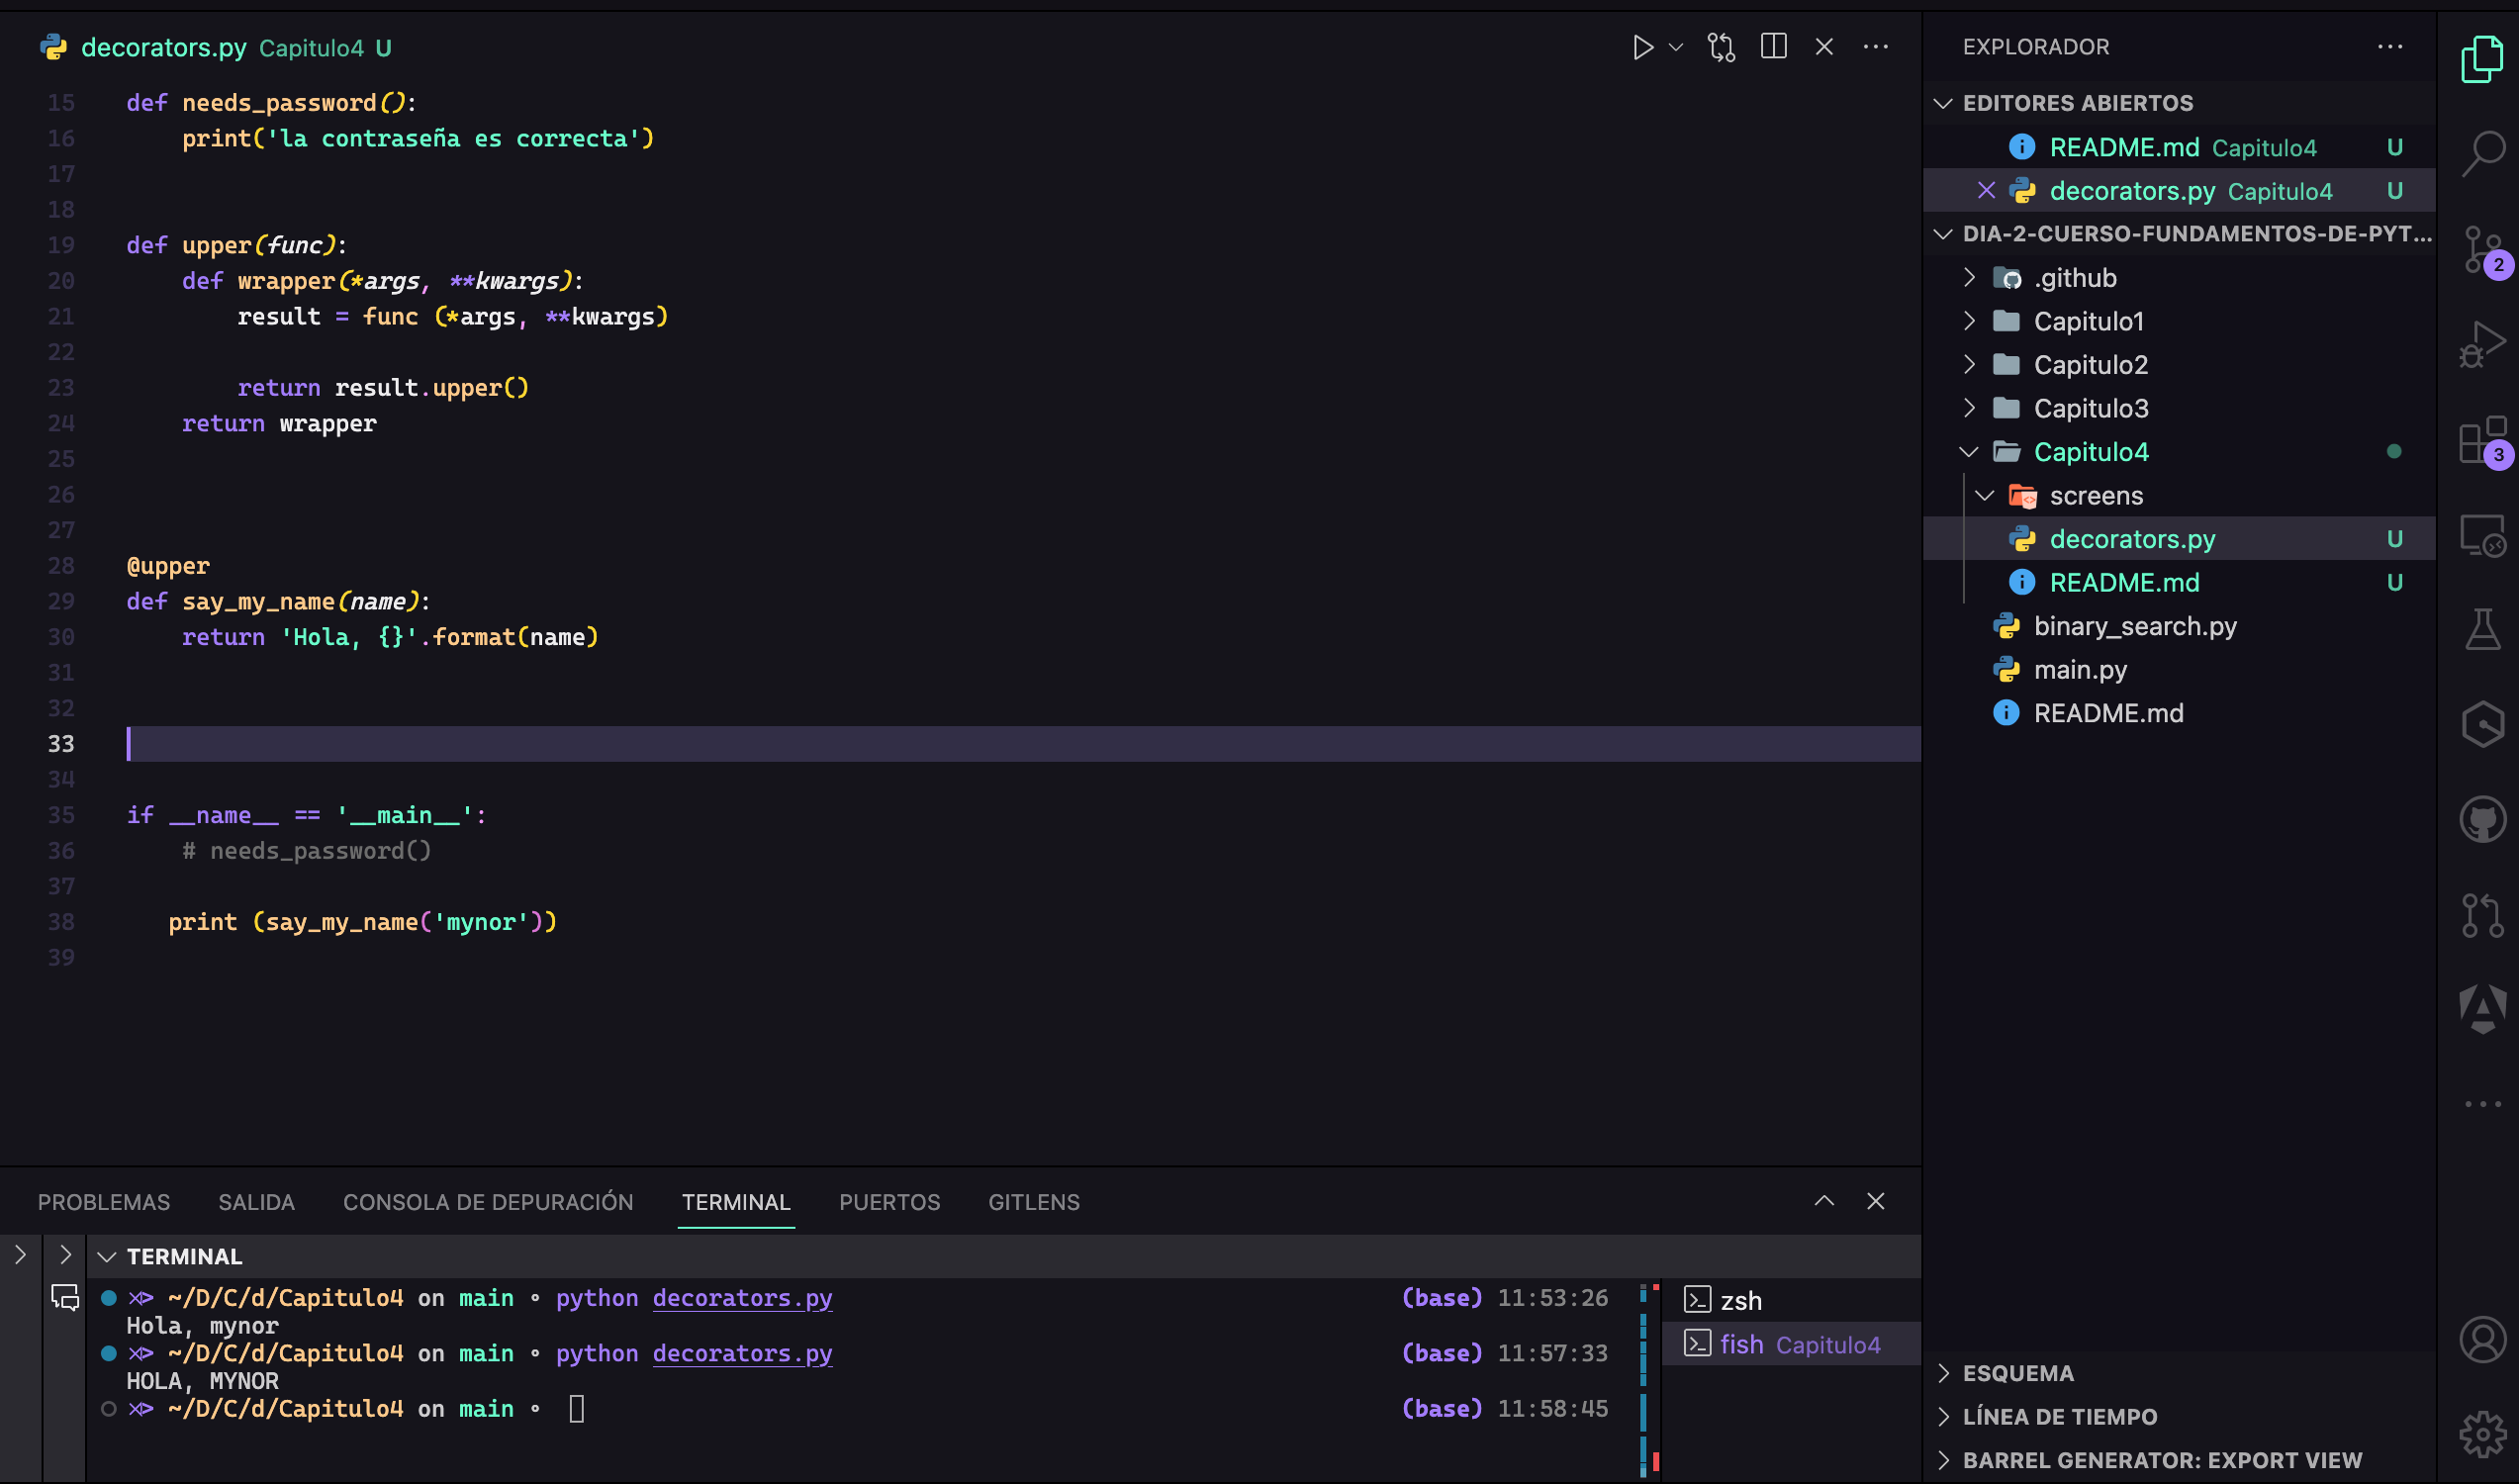 decorators.py Capitulo4 U
15 def needs_password():
16     print('la contraseña es correcta')
17
18
19 def upper(func):
20     def wrapper(*args, **kwargs):
21         result = func (*args, **kwargs)
22
23         return result.upper()
24     return wrapper
25
26
27
28 @upper
29 def say_my_name(name):
30     return 'Hola, {}'.format(name)
31
32
33
34
35 if __name__ == '__main__':
36     # needs_password()
37
38    print (say_my_name('mynor'))
39
PROBLEMAS SALIDA CONSOLA DE DEPURACIÓN TERMINAL PUERTOS GITLENS
TERMINAL
~/D/C/d/Capitulo4 on main ∘ python decorators.py (base) 11:53:26
Hola, mynor
~/D/C/d/Capitulo4 on main ∘ python decorators.py (base) 11:57:33
HOLA, MYNOR
~/D/C/d/Capitulo4 on main ∘ (base) 11:58:45
zsh
fish Capitulo4
EXPLORADOR
EDITORES ABIERTOS
README.md Capitulo4 U
decorators.py Capitulo4 U
DIA-2-CUERSO-FUNDAMENTOS-DE-PYT...
.github
Capitulo1
Capitulo2
Capitulo3
Capitulo4
screens
decorators.py U
README.md U
binary_search.py
main.py
README.md
ESQUEMA
LÍNEA DE TIEMPO
BARREL GENERATOR: EXPORT VIEW
2
3